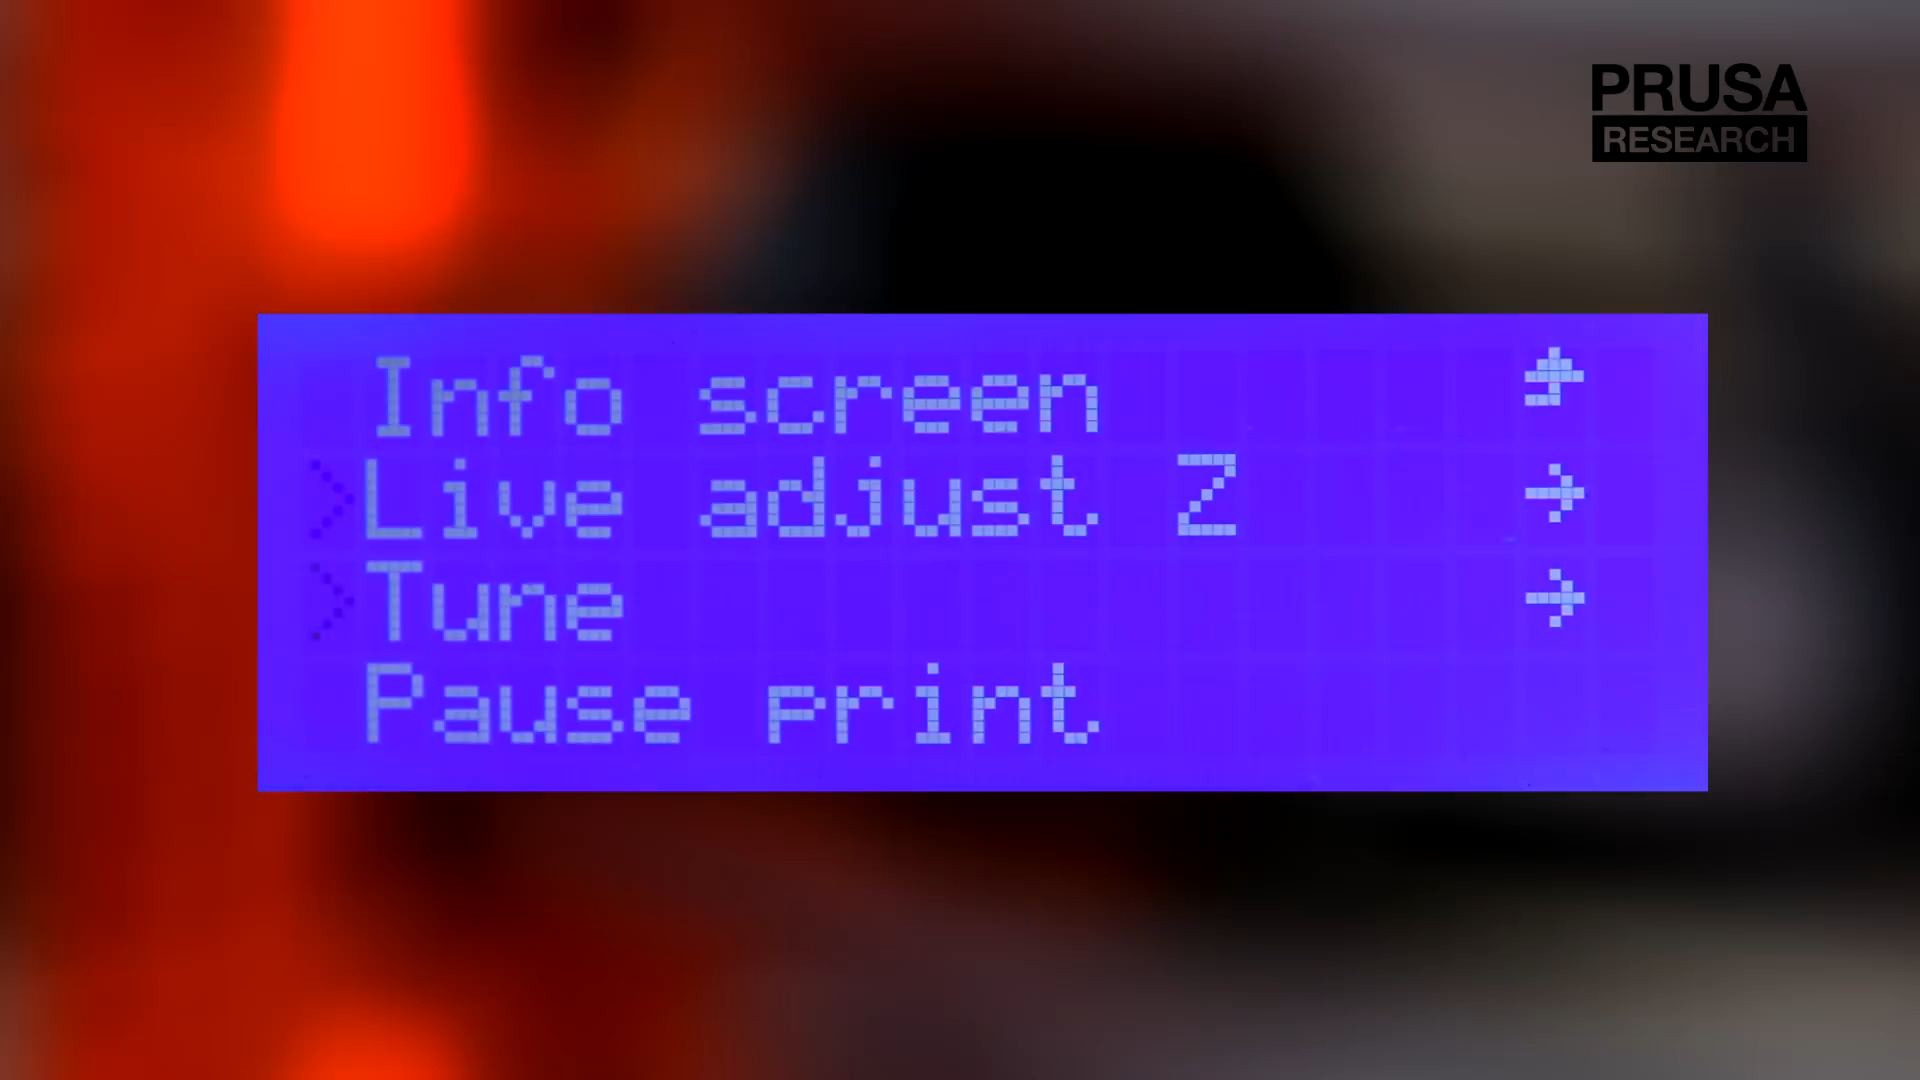 PRUSA
RESEARCH
Info screen
>Live adjust Z →
>Tune →
Pause print